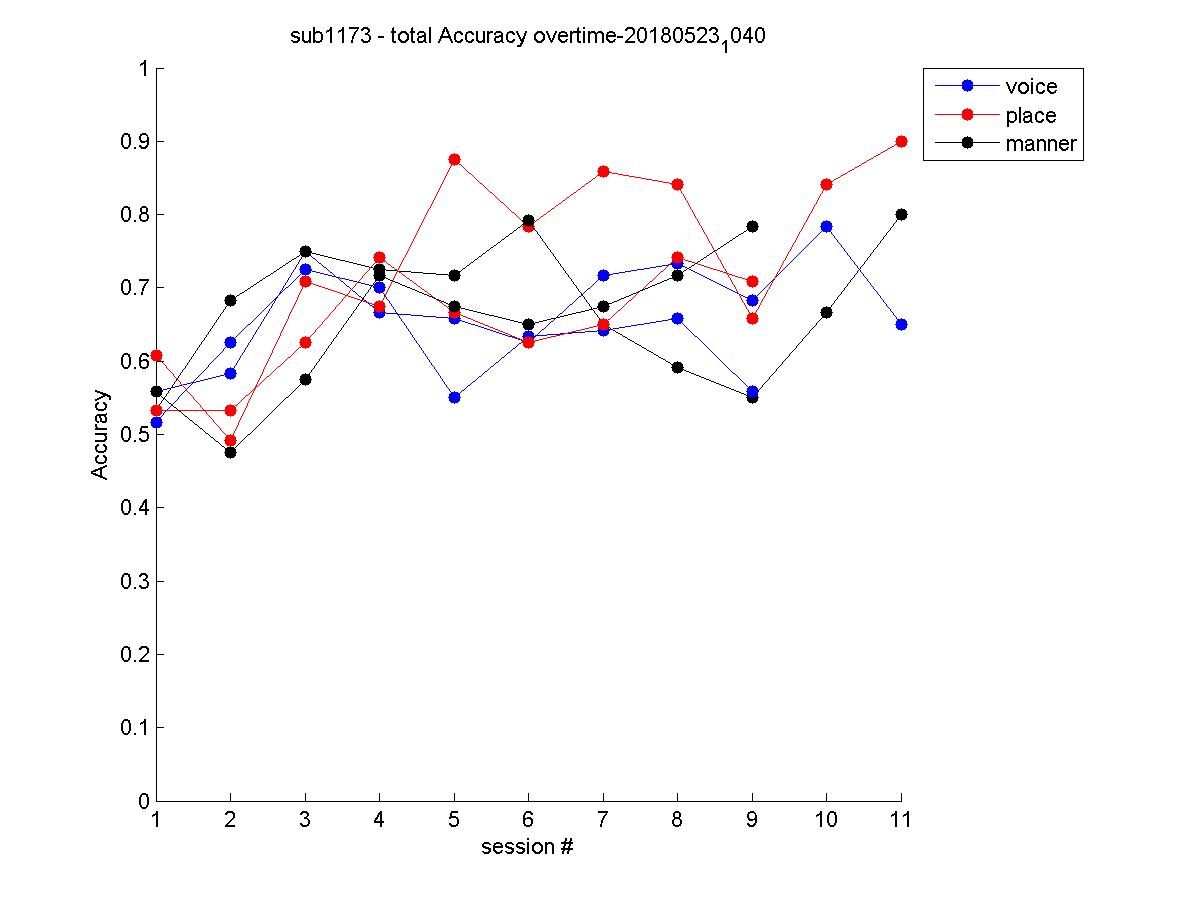 sub1173 - total Accuracy overtime-20180523₁040
voice
place
manner
1
0.9
0.8
0.7
0.6
0.5
0.4
0.3
0.2
0.1
0
Accuracy
1 2 3 4 5 6 7 8 9 10 11
session #